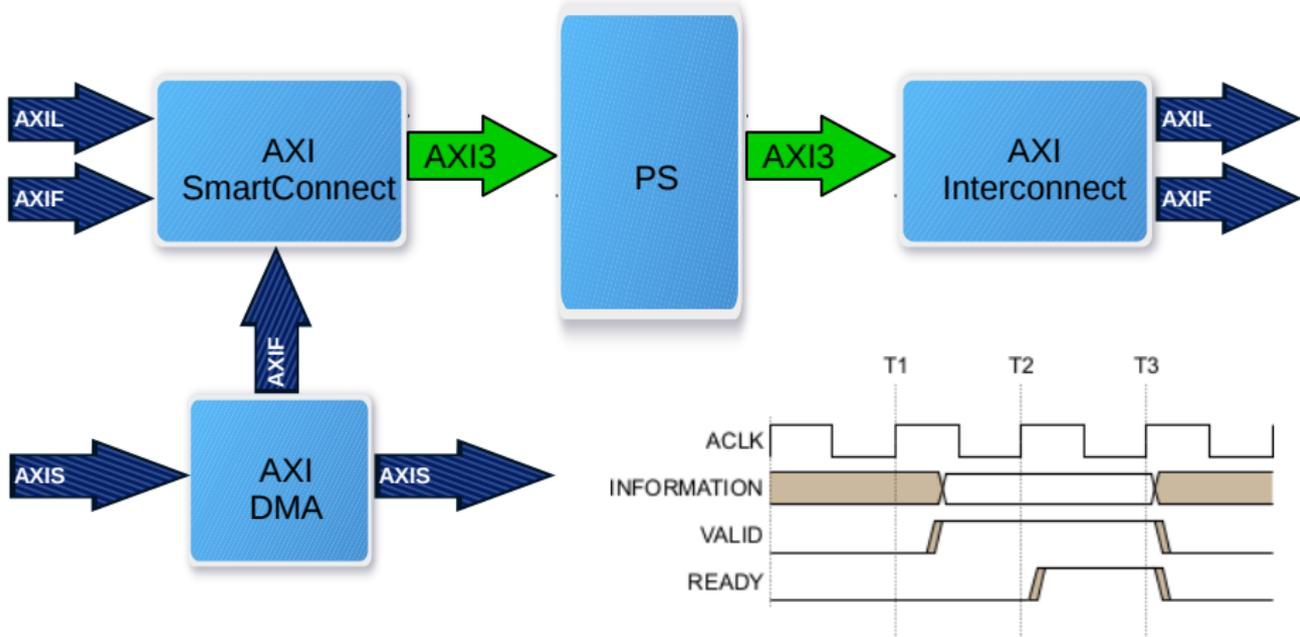 AXIL
AXIF
AXI
SmartConnect
AXI3
PS
AXI3
AXI
Interconnect
AXIL
AXIF
AXIF
AXIS
AXI
DMA
AXIS
T1 T2 T3
ACLK
INFORMATION
VALID
READY